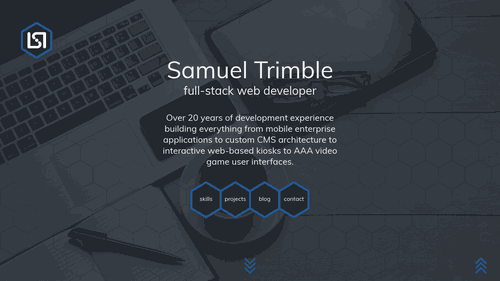 Samuel Trimble
full-stack web developer
Over 20 years of development experience
building everything from mobile enterprise
applications to custom CMS architecture to
interactive web-based kiosks to AAA video
game user interfaces.
skills projects blog contact